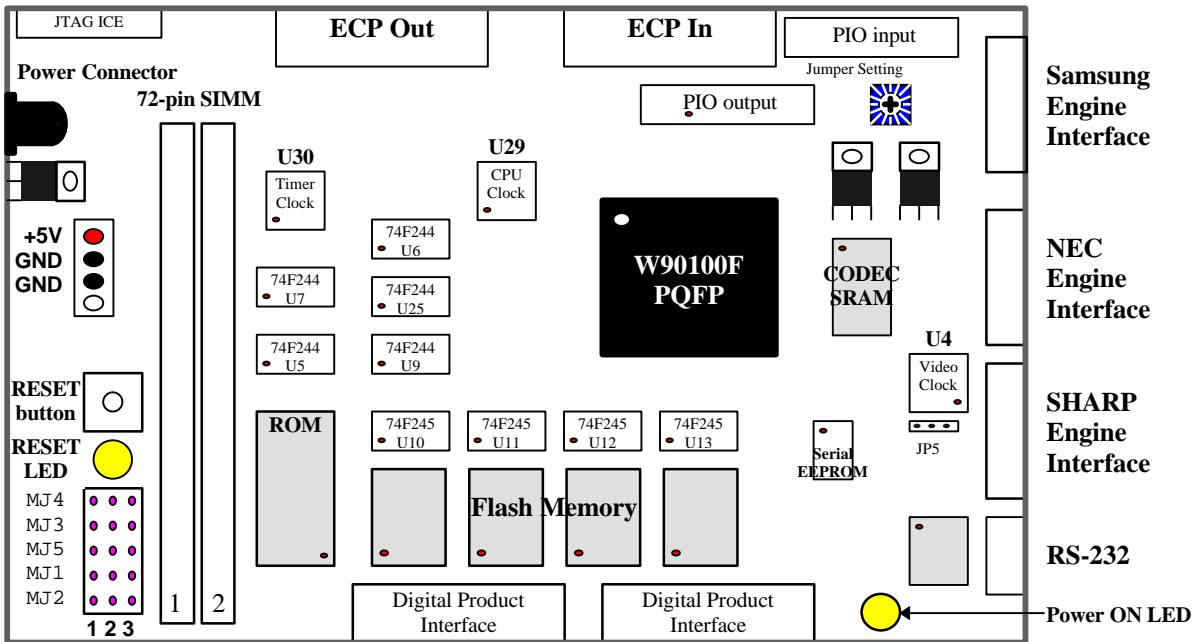 JTAG ICE
ECP Out
ECP In
PIO input
Power Connector
Jumper Setting
72-pin SIMM
PIO output
Samsung
Engine
Interface
U30
Timer
Clock
U29
CPU
Clock
+5V
GND
GND
74F244
U6
74F244
U7
74F244
U25
74F244
U5
74F244
U9
W90100F
PQFP
CODEC
SRAM
NEC
Engine
Interface
U4
Video
Clock
JP5
RESET
button
RESET
LED
ROM
74F245
U10
74F245
U11
74F245
U12
74F245
U13
Serial
EEPROM
SHARP
Engine
Interface
MJ4
MJ3
MJ5
MJ1
MJ2
1 2 3
1
2
Flash Memory
RS-232
Digital Product
Interface
Digital Product
Interface
Power ON LED